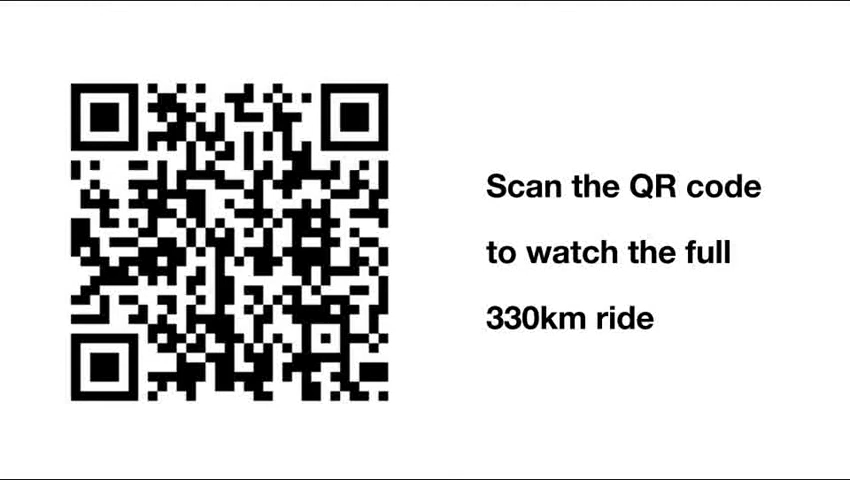 Scan the QR code
to watch the full
330km ride